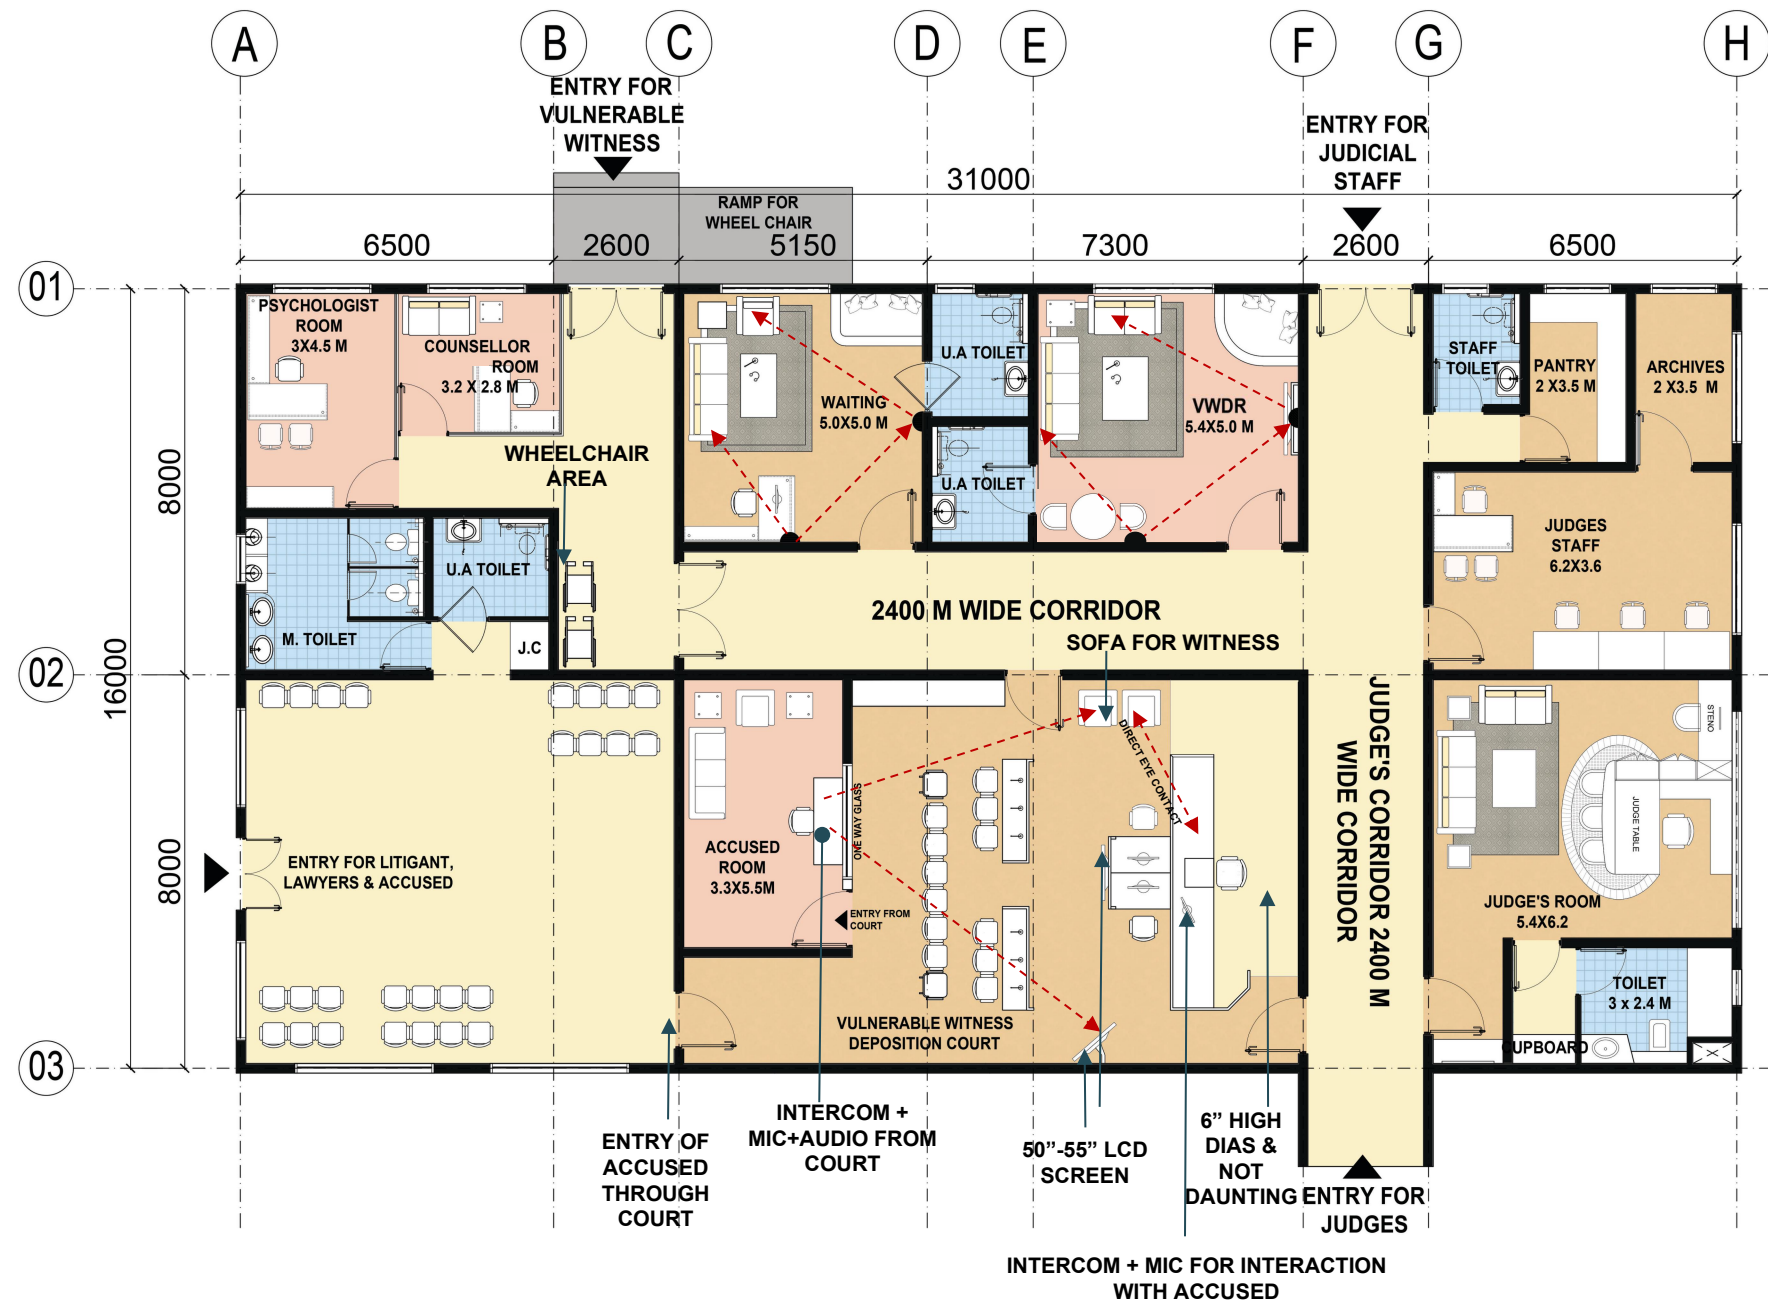 A
B
C
D
E
F
G
H
ENTRY FOR
VULNERABLE
WITNESS
ENTRY FOR
JUDICIAL
STAFF
31000
RAMP FOR
WHEEL CHAIR
6500
2600
5150
7300
2600
6500
01
PSYCHOLOGIST
ROOM
3X4.5 M
COUNSELLOR
ROOM
3.2 X 2.8 M
WAITING
5.0X5.0 M
U.A TOILET
U.A TOILET
VWDR
5.4X5.0 M
STAFF
TOILET
PANTRY
2 X3.5 M
ARCHIVES
2 X3.5 M
WHEELCHAIR
AREA
8000
16000
8000
JUDGES
STAFF
6.2X3.6
U.A TOILET
M. TOILET
J.C
2400 M WIDE CORRIDOR
SOFA FOR WITNESS
02
DIRECT EYE CONTACT
ONE WAY GLASS
ACCUSED
ROOM
3.3X5.5M
ENTRY FROM
COURT
ENTRY FOR LITIGANT,
LAWYERS & ACCUSED
JUDGE'S CORRIDOR 2400 M
WIDE CORRIDOR
STENO
JUDGE TABLE
JUDGE'S ROOM
5.4X6.2
TOILET
3 x 2.4 M
CUPBOARD
VULNERABLE WITNESS
DEPOSITION COURT
03
ENTRY OF
ACCUSED
THROUGH
COURT
INTERCOM +
MIC+AUDIO FROM
COURT
50”-55” LCD
SCREEN
6” HIGH
DIAS &
NOT
DAUNTING
ENTRY FOR
JUDGES
INTERCOM + MIC FOR INTERACTION
WITH ACCUSED